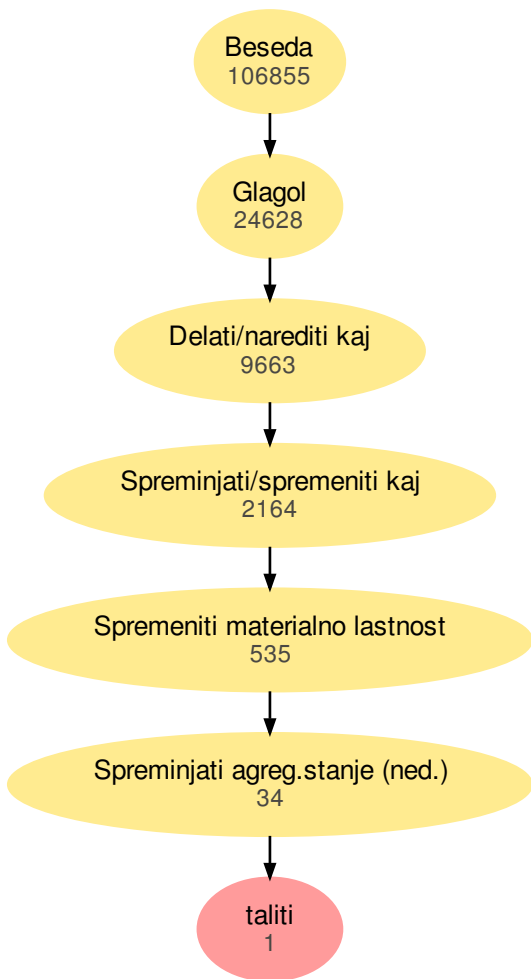 Beseda
106855
Glagol
24628
Delati/narediti kaj
9663
Spreminjati/spremeniti kaj
2164
Spremeniti materialno lastnost
535
Spreminjati agreg.stanje (ned.)
34
taliti
1